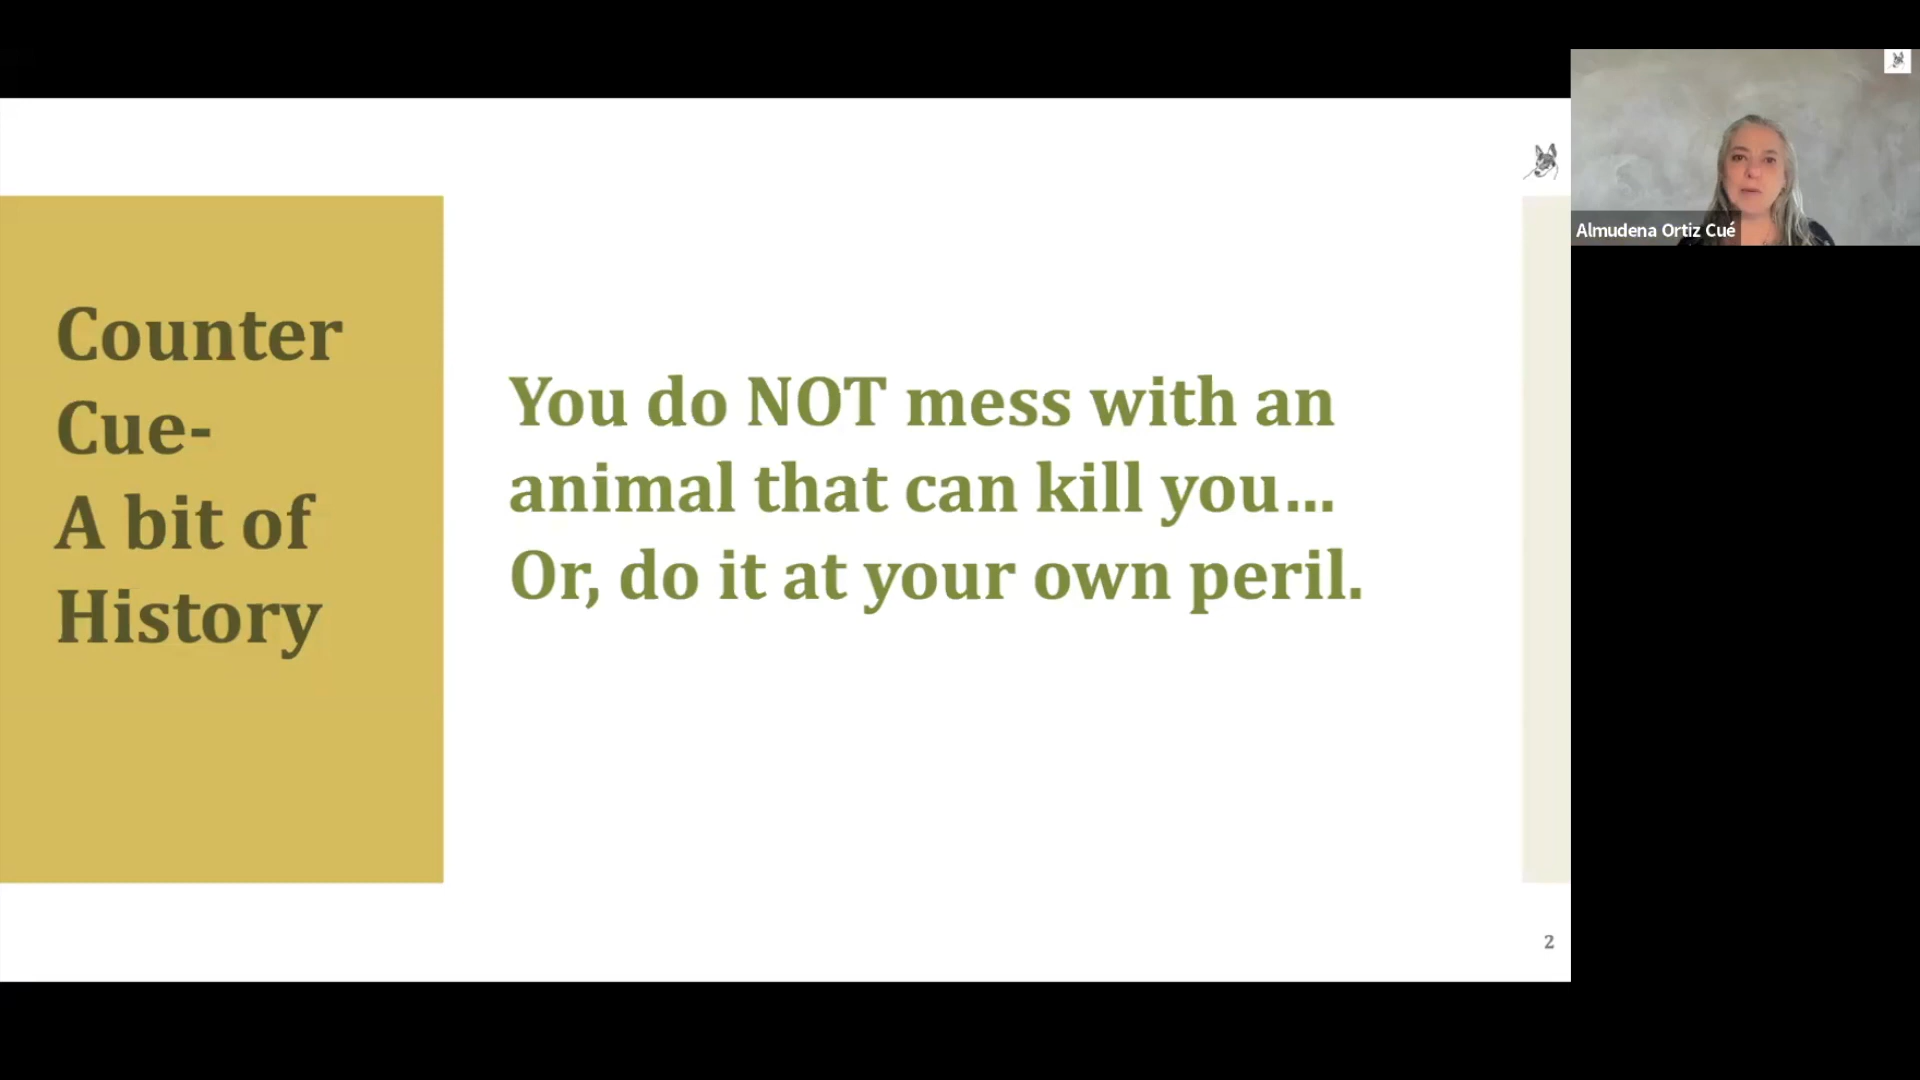 Counter
Cue-
A bit of
History
You do NOT mess with an
animal that can kill you...
Or, do it at your own peril.
2
Almudena Ortiz Cué